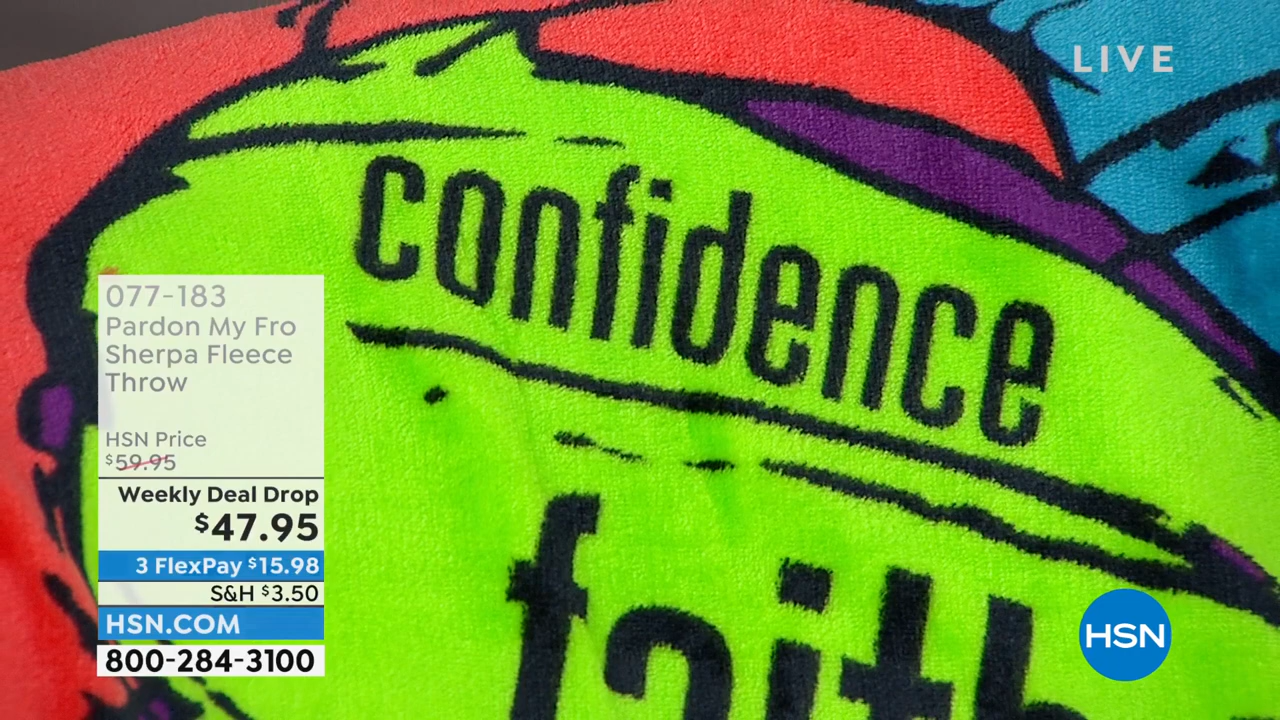 LIVE
confidence
faith
077-183
Pardon My Fro
Sherpa Fleece
Throw
HSN Price
$59.95
Weekly Deal Drop
$47.95
3 FlexPay $15.98
S&H $3.50
HSN.COM
800-284-3100
HSN